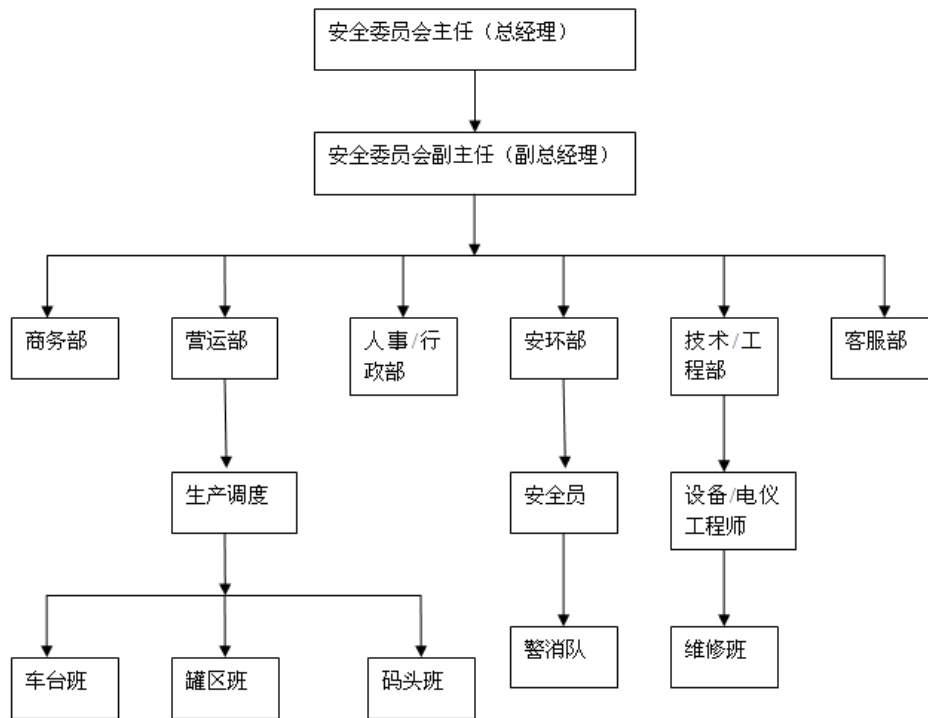 安全委员会主任（总经理）
安全委员会副主任（副总经理）
商务部
营运部
人事/行
政部
安环部
技术/工
程部
客服部
生产调度
安全员
设备/电仪
工程师
车台班
罐区班
码头班
警消队
维修班